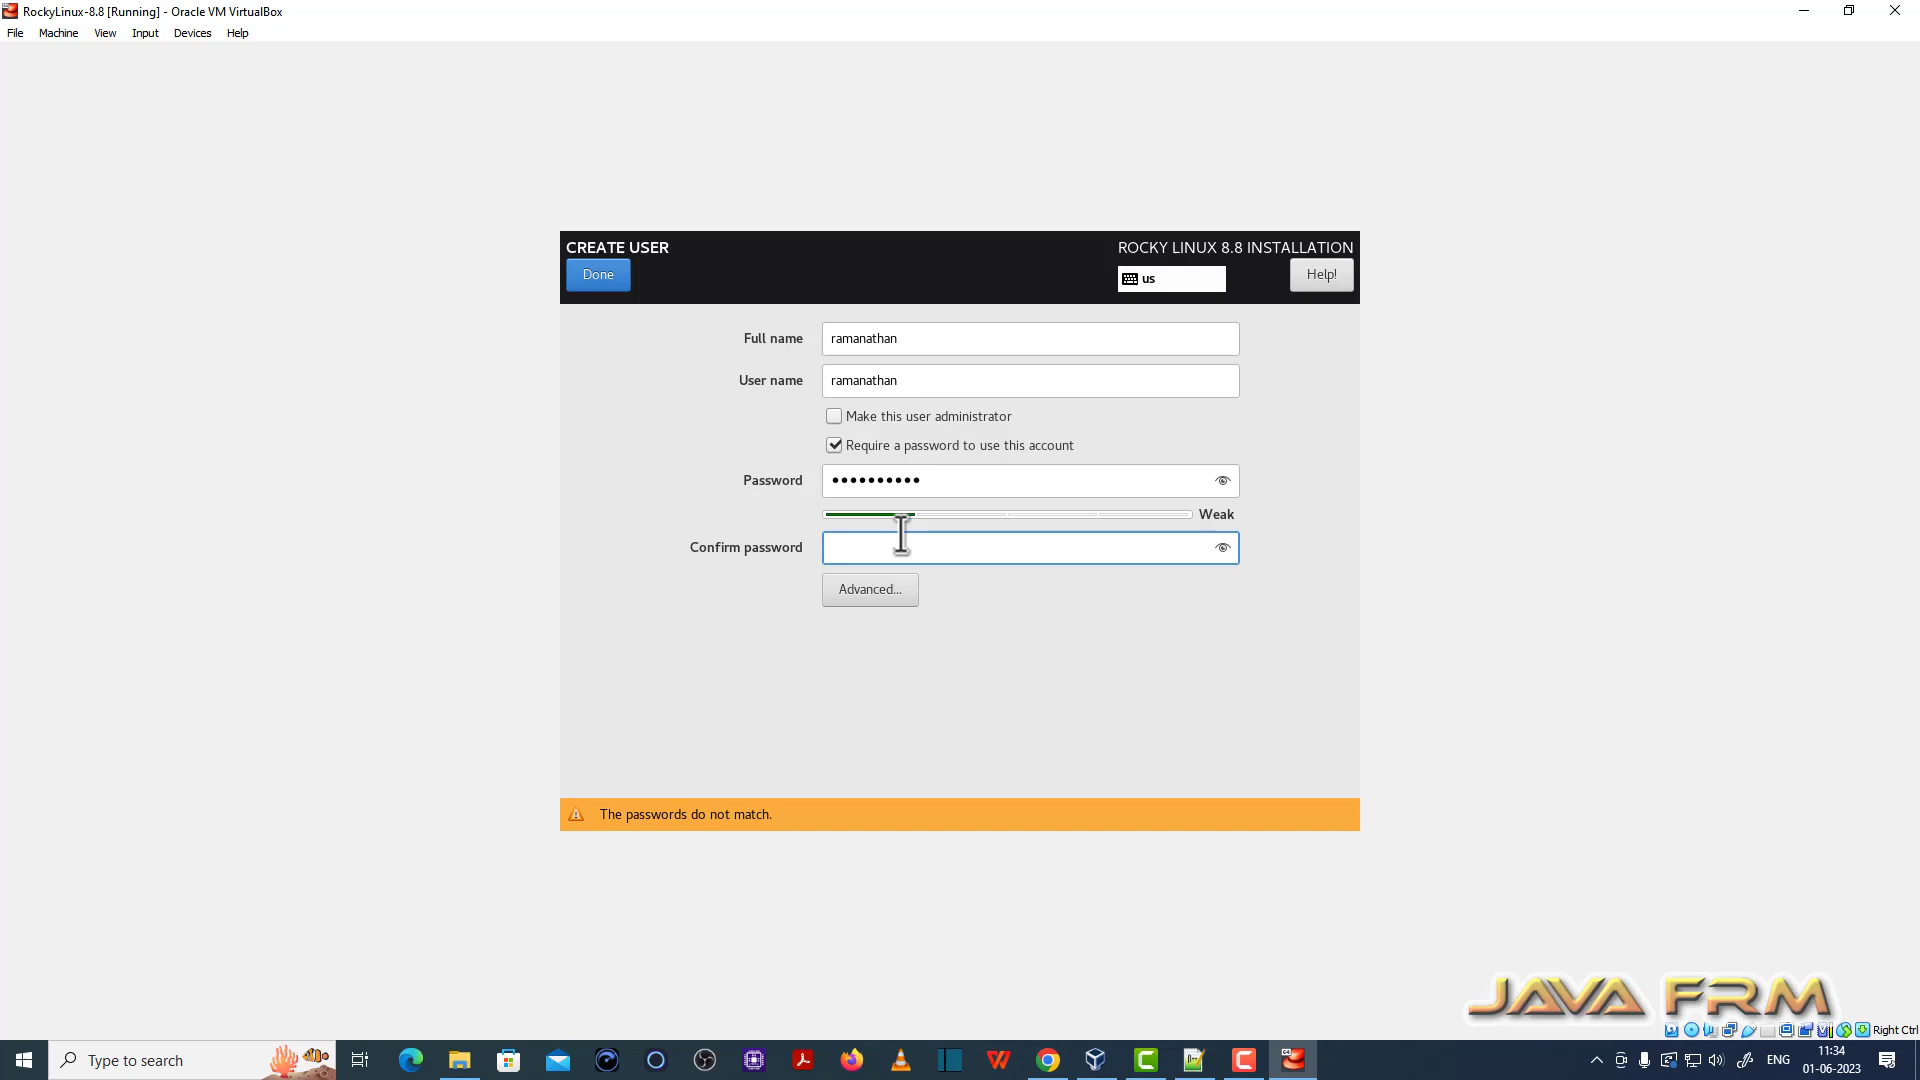 RockyLinux-8.8 [Running] - Oracle VM VirtualBox
File Machine View Input Devices Help
CREATE USER
ROCKY LINUX 8.8 INSTALLATION
Done
us
Help!
Full name
ramanathan
User name
ramanathan
Make this user administrator
Require a password to use this account
Password
••••••••••
Weak
Confirm password
Advanced...
The passwords do not match.
JAVA FRM
Right Ctrl
Type to search
ENG
11:34
01-06-2023